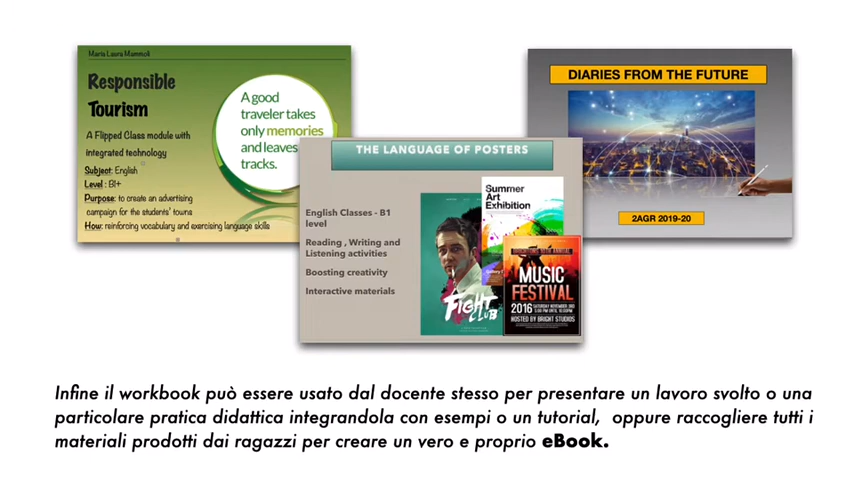 Maria Laura Mammoli
Responsible
Tourism
A Flipped Class module with
integrated technology
Subject: English
Level : B1+
Purpose: to create an advertising
campaign for the students' towns
How: reinforcing vocabulary and exercising language skills
A good
traveler takes
only memories
and leaves
tracks.
THE LANGUAGE OF POSTERS
English Classes - B1
level
Reading , Writing and
Listening activities
Boosting creativity
Interactive materials
FIGHT
CLUB
Summer
Art
Exhibition
MUSIC
FESTIVAL
2016
HOSTED BY BRIGHT STUDIOS
DIARIES FROM THE FUTURE
2AGR 2019-20
Infine il workbook può essere usato dal docente stesso per presentare un lavoro svolto o una
particolare pratica didattica integrandola con esempi o un tutorial, oppure raccogliere tutti i
materiali prodotti dai ragazzi per creare un vero e proprio eBook.